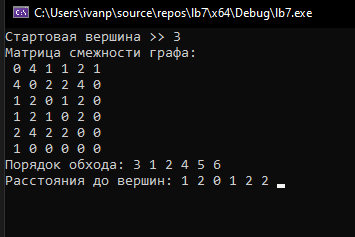 C:\Users\ivanp\source\repos\lb7\x64\Debug\lb7.exe
Стартовая вершина >> 3
Матрица смежности графа:
0 4 1 1 2 1
4 0 2 2 4 0
1 2 0 1 2 0
1 2 1 0 2 0
2 4 2 2 0 0
1 0 0 0 0 0
Порядок обхода: 3 1 2 4 5 6
Расстояния до вершин: 1 2 0 1 2 2